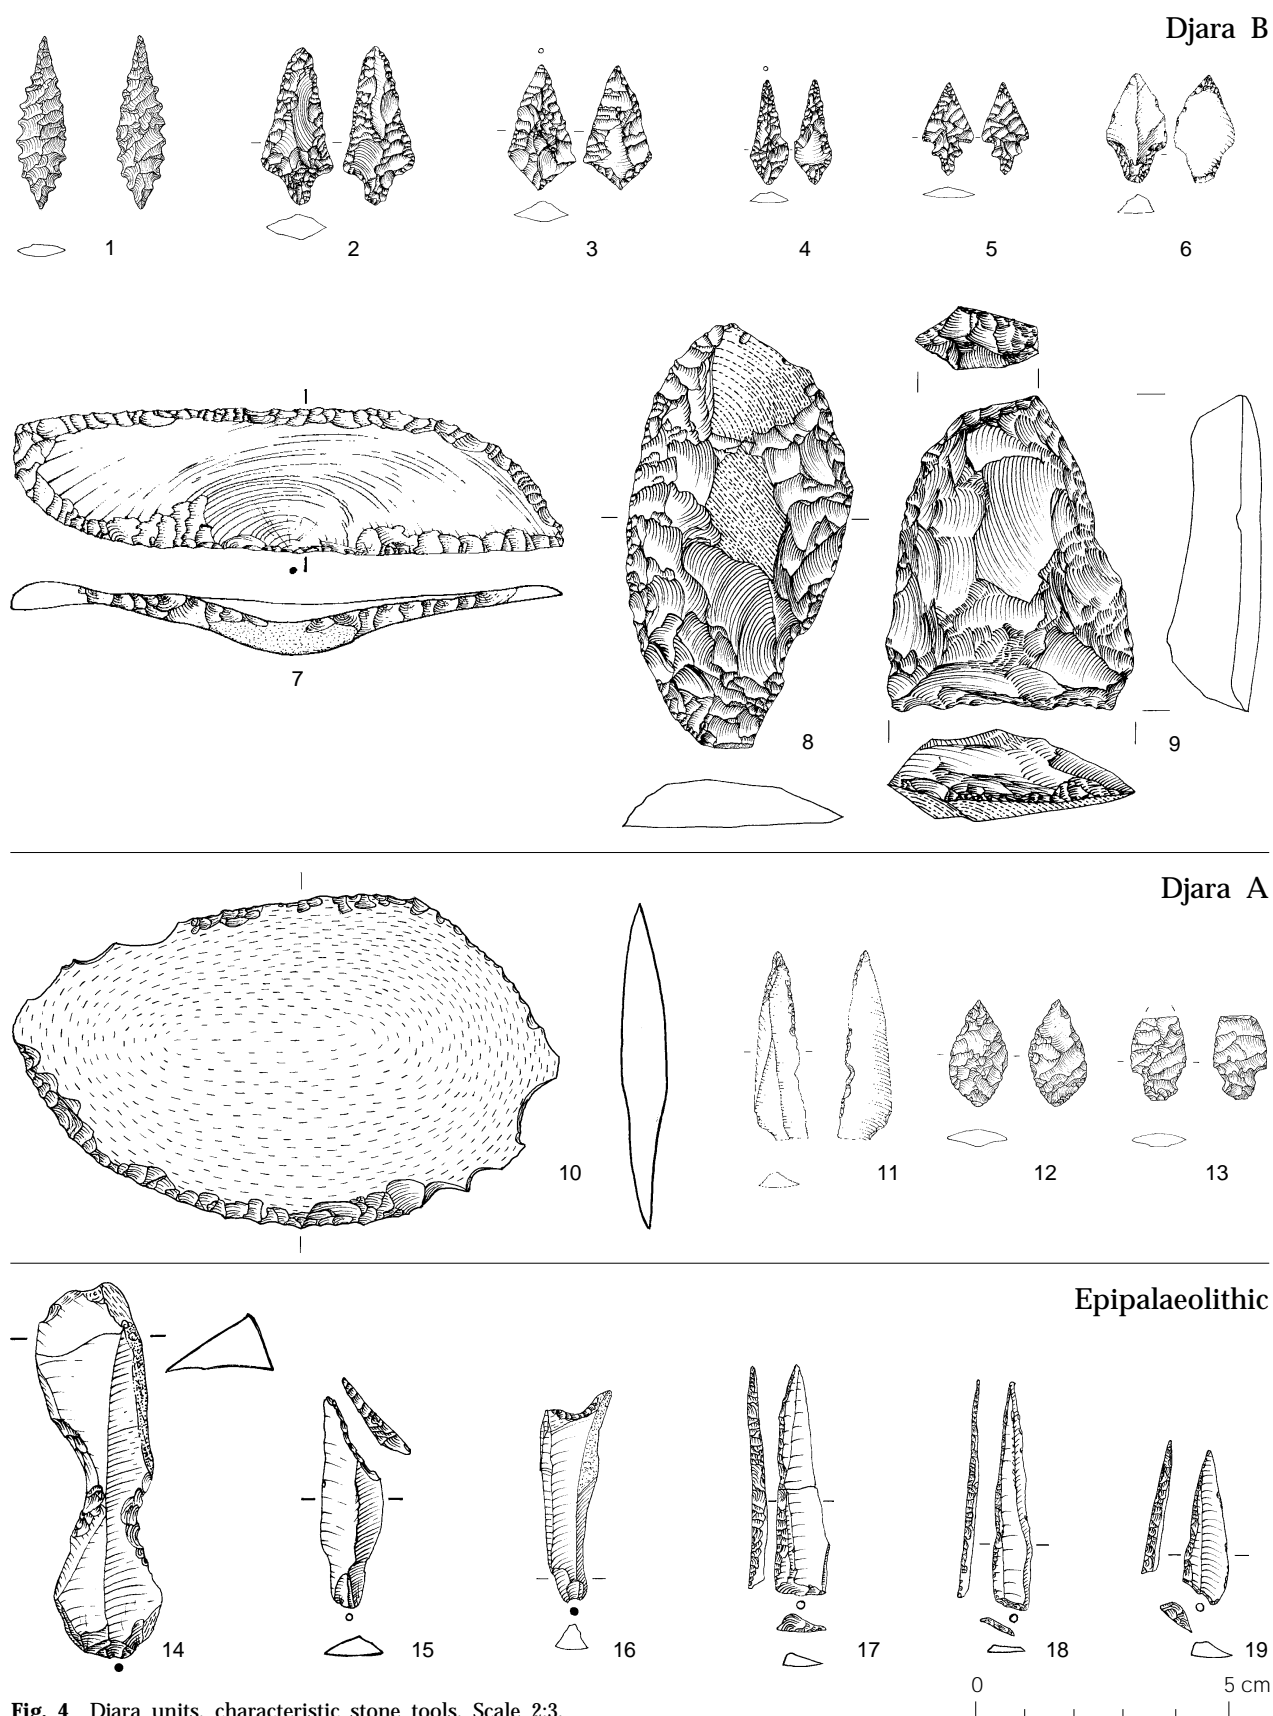 Djara B
1 2 3 4 5 6
7
8 9
Djara A
10 11 12 13
Epipalaeolithic
14 15 16 17 18 19
0 5 cm
Fig. 4 Djara units, characteristic stone tools. Scale 2:3.